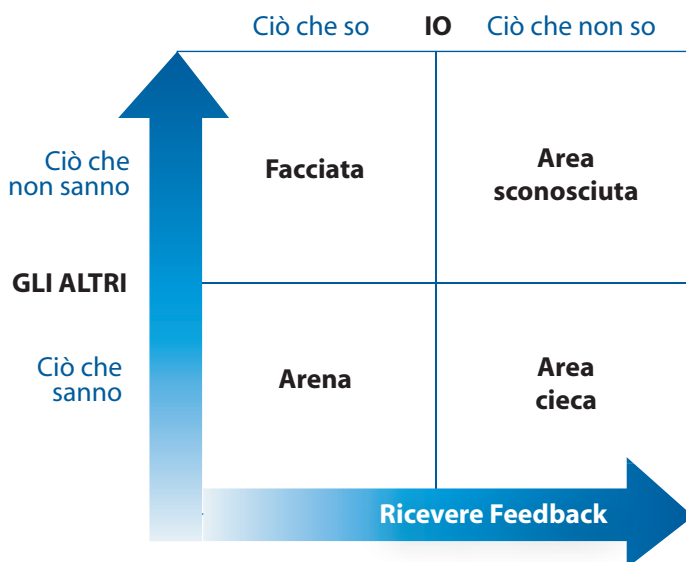 Ciò che so IO Ciò che non so
Ciò che
non sanno
Facciata
Area
sconosciuta
GLI ALTRI
Ciò che
sanno
Arena
Area
cieca
Ricevere Feedback